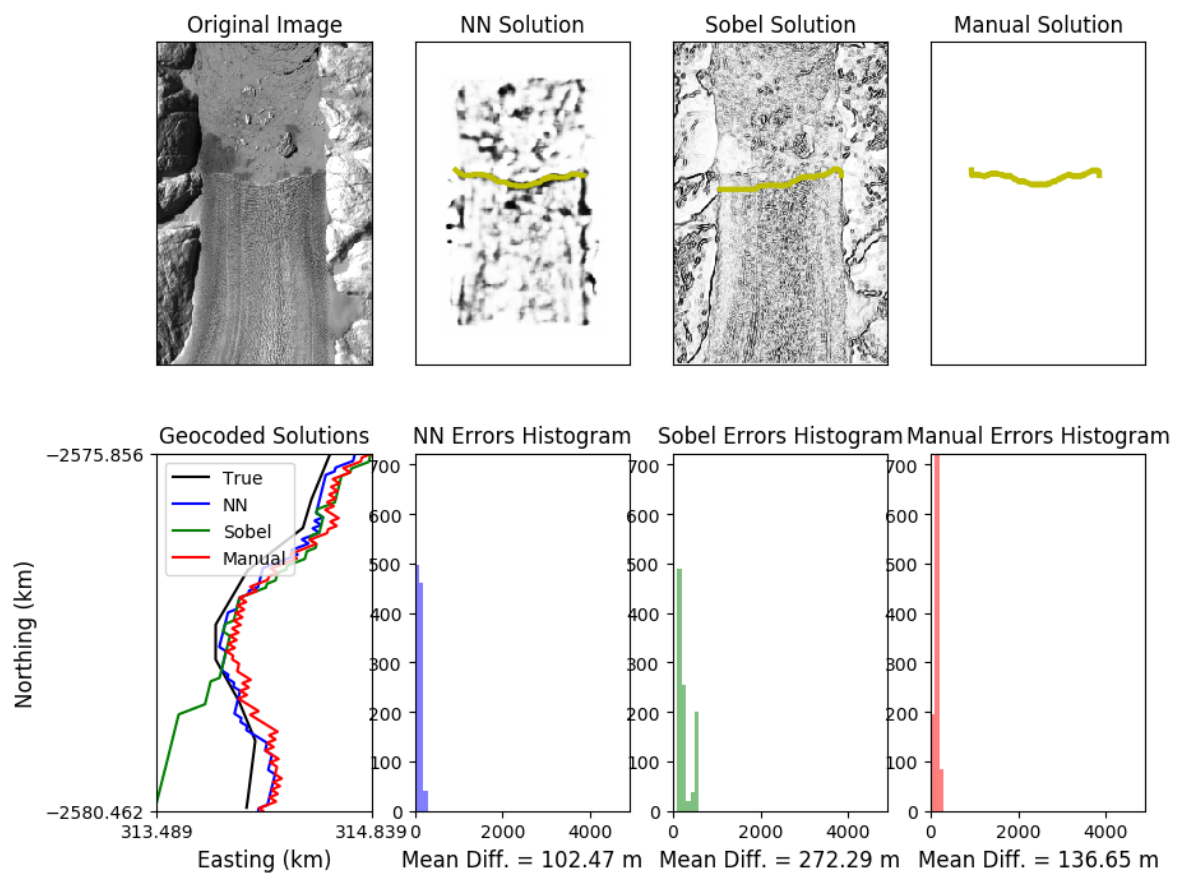 Original Image
NN Solution
Sobel Solution
Manual Solution
Geocoded Solutions
NN Errors Histogram
Sobel Errors Histogram
Manual Errors Histogram
−2575.856
True
NN
Sobel
Manual
Northing (km)
−2580.462
313.489
314.839
Easting (km)
700
600
500
400
300
200
100
0
0
2000
4000
Mean Diff. = 102.47 m
700
600
500
400
300
200
100
0
0
2000
4000
Mean Diff. = 272.29 m
700
600
500
400
300
200
100
0
0
2000
4000
Mean Diff. = 136.65 m